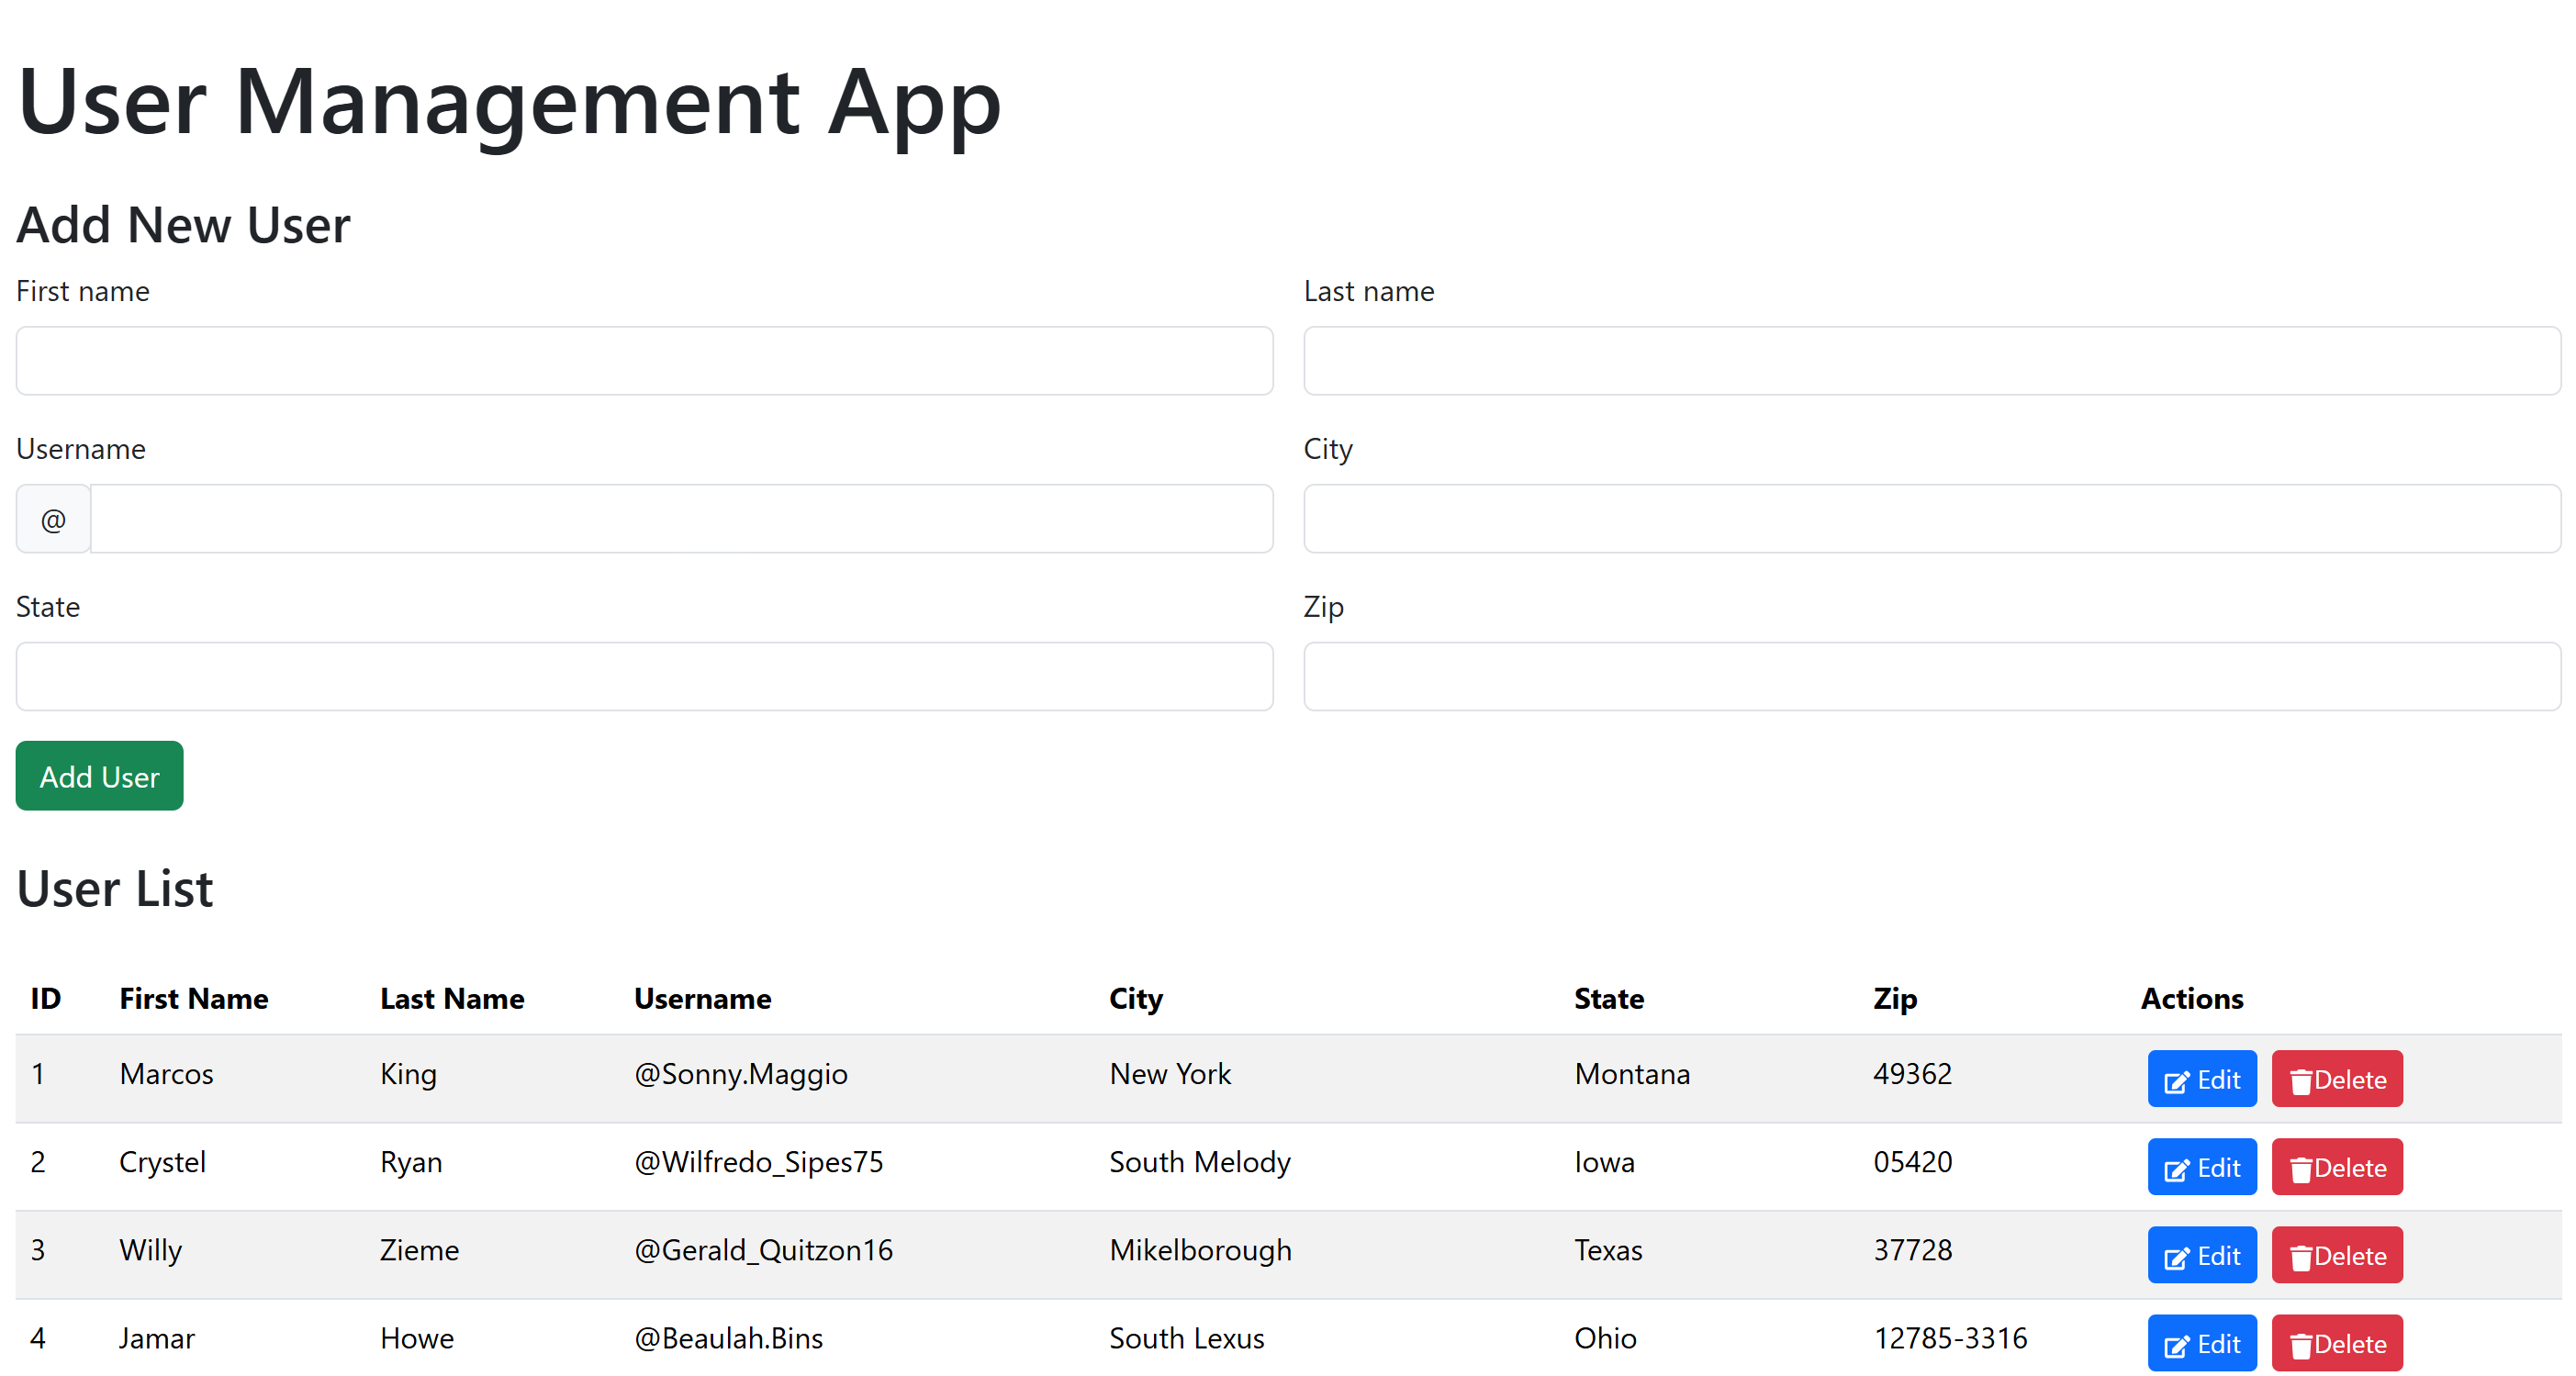 User Management App
Add New User
First name Last name
Username City
@
State Zip
Add User
User List
ID First Name Last Name Username City State Zip Actions
1 Marcos King @Sonny.Maggio New York Montana 49362 Edit Delete
2 Crystel Ryan @Wilfredo_Sipes75 South Melody Iowa 05420 Edit Delete
3 Willy Zieme @Gerald_Quitzon16 Mikelborough Texas 37728 Edit Delete
4 Jamar Howe @Beaulah.Bins South Lexus Ohio 12785-3316 Edit Delete